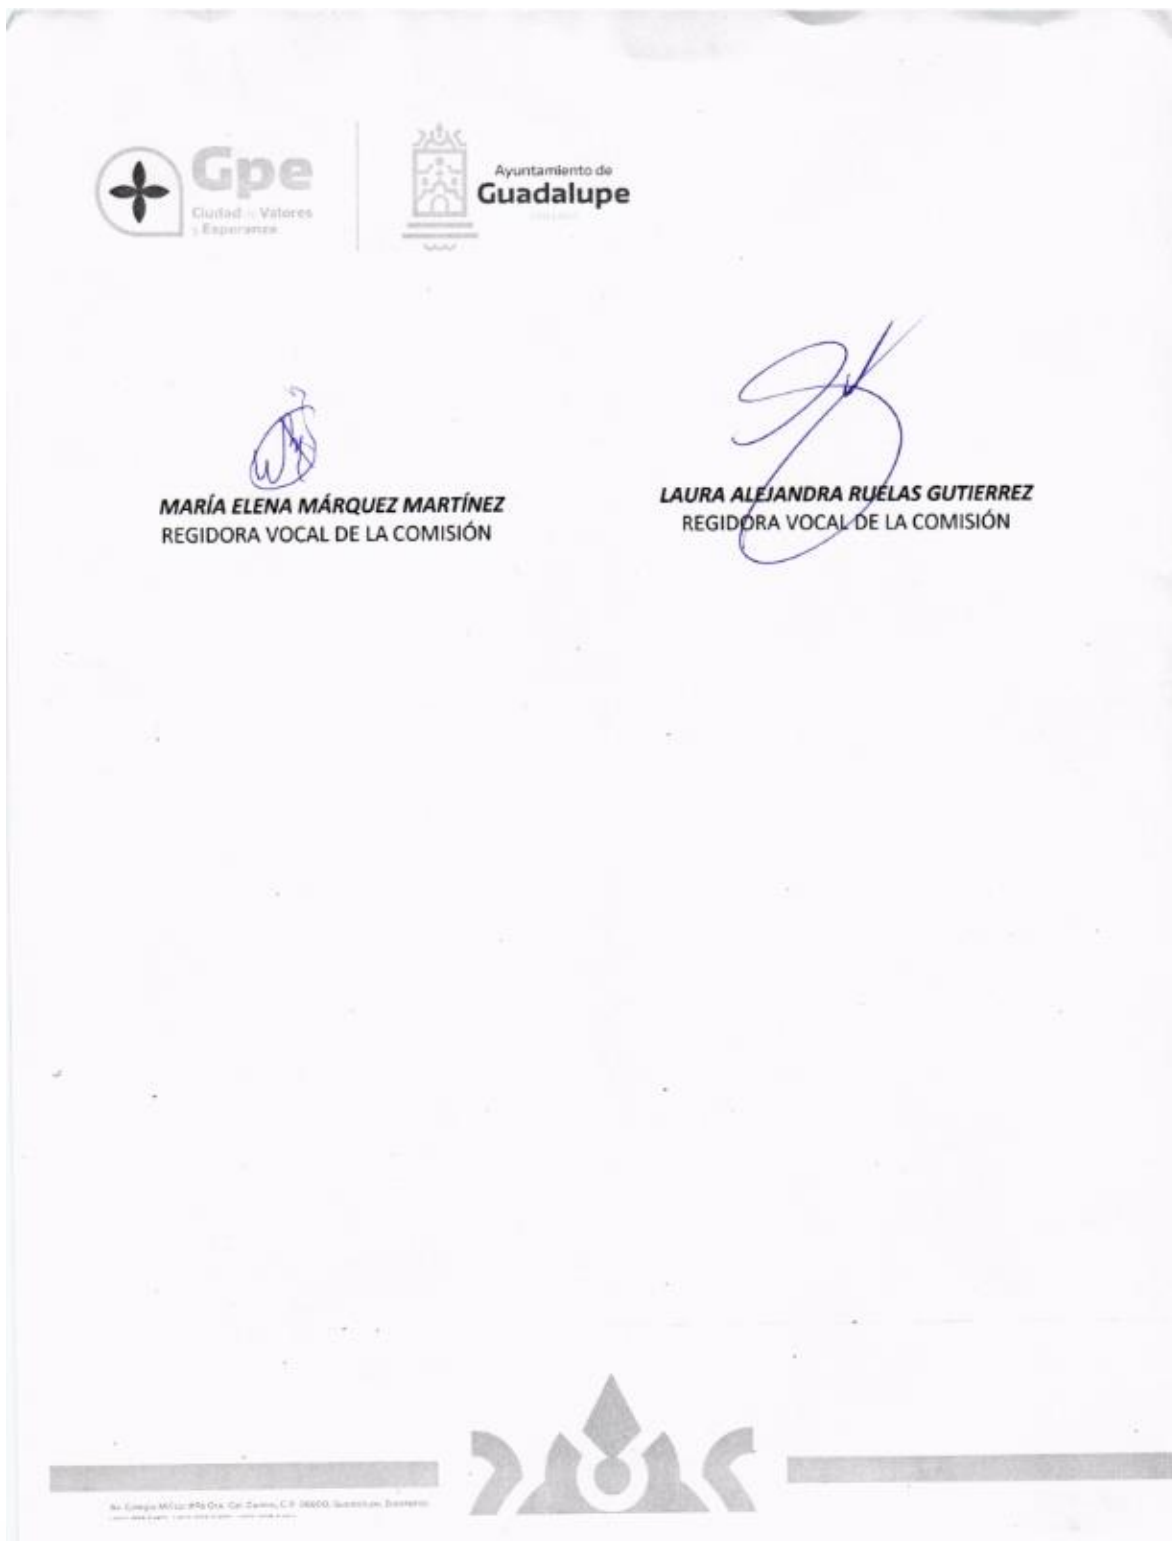 Gpe
Ciudad de Valores
y Esperanza
Ayuntamiento de
Guadalupe
MARÍA ELENA MÁRQUEZ MARTÍNEZ
REGIDORA VOCAL DE LA COMISIÓN
LAURA ALEJANDRA RUELAS GUTIERREZ
REGIDORA VOCAL DE LA COMISIÓN